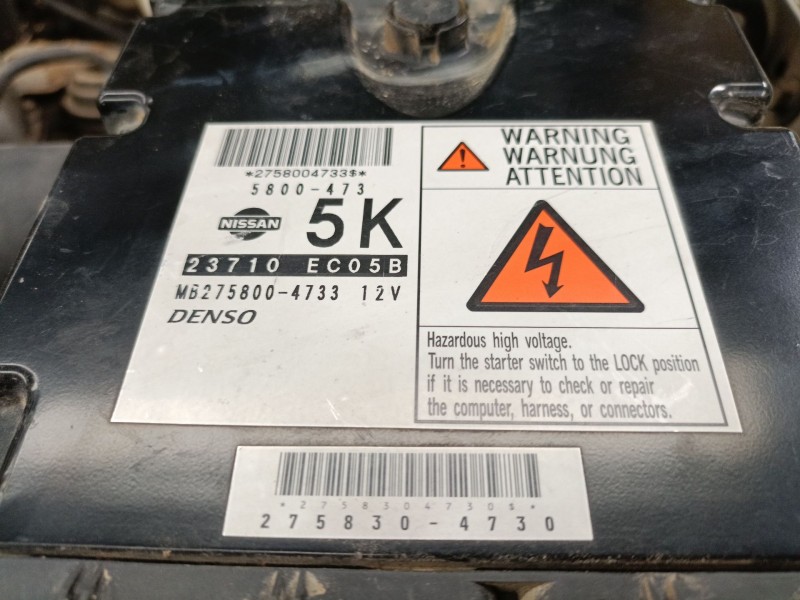 *2758004733$*
5800-473
NISSAN
5K
23710 EC05B
MB275800-4733 12V
DENSO
WARNING
WARNUNG
ATTENTION
Hazardous high voltage.
Turn the starter switch to the LOCK position
if it is necessary to check or repair
the computer, harness, or connectors.
*2758304730$*
275830-4730